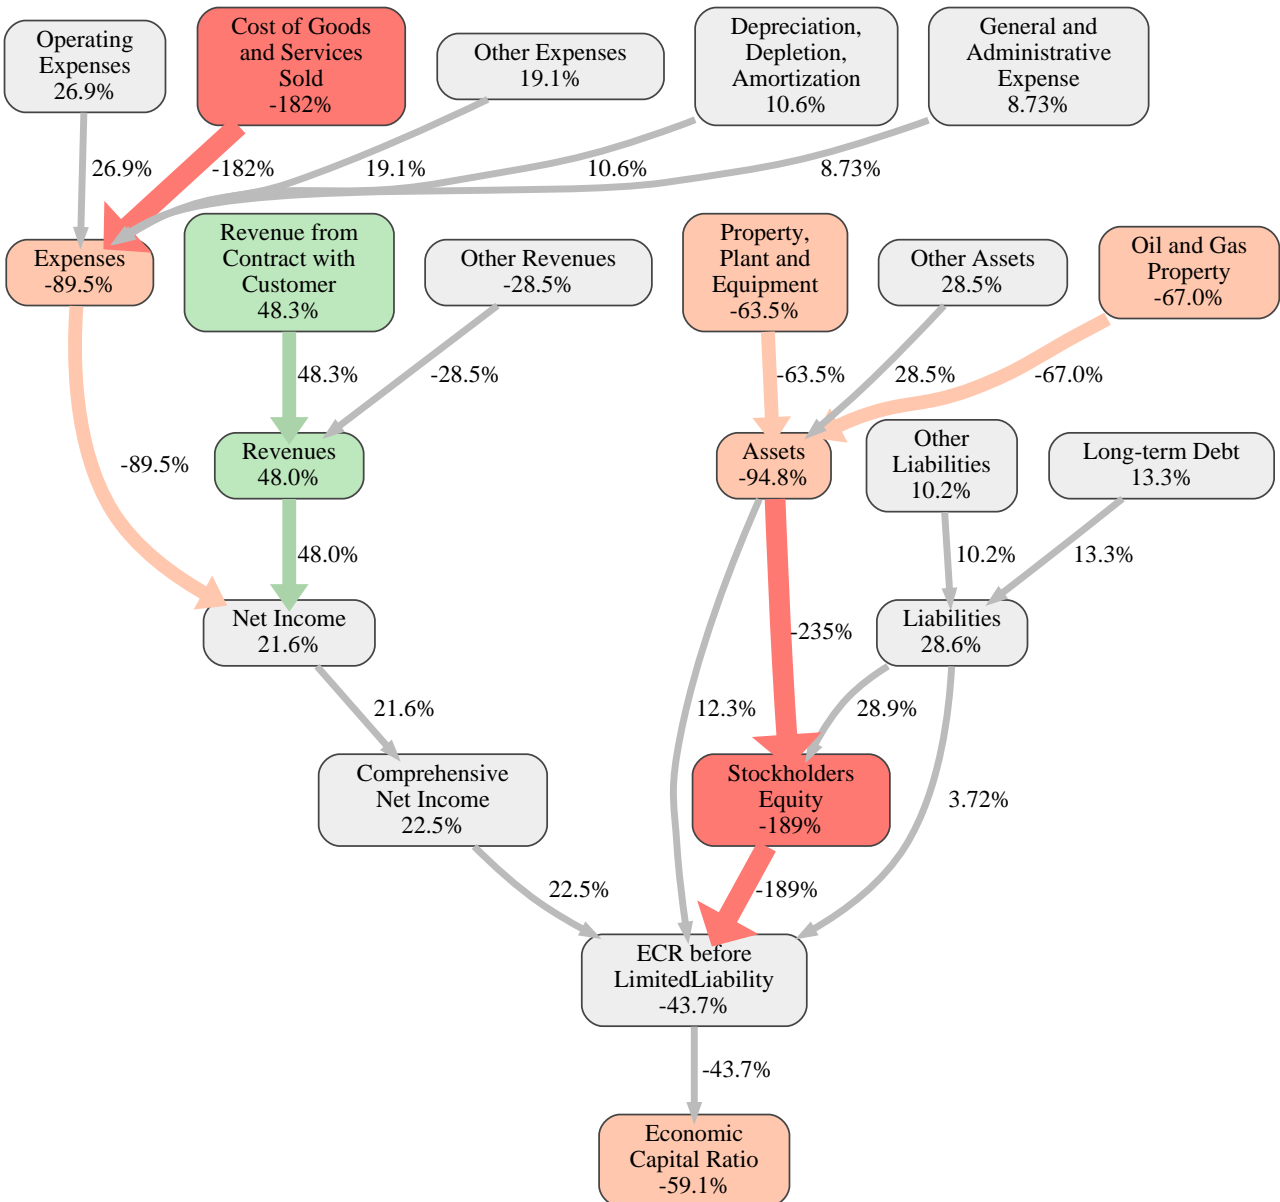 Operating
Expenses
26.9%
Cost of Goods
and Services
Sold
-182%
Other Expenses
19.1%
Depreciation,
Depletion,
Amortization
10.6%
General and
Administrative
Expense
8.73%
26.9%
-182%
19.1%
10.6%
8.73%
Expenses
-89.5%
Revenue from
Contract with
Customer
48.3%
Other Revenues
-28.5%
Property,
Plant and
Equipment
-63.5%
Other Assets
28.5%
Oil and Gas
Property
-67.0%
48.3%
-28.5%
-63.5%
28.5%
-67.0%
-89.5%
Revenues
48.0%
Assets
-94.8%
Other
Liabilities
10.2%
Long-term Debt
13.3%
48.0%
10.2%
13.3%
Net Income
21.6%
-235%
Liabilities
28.6%
21.6%
12.3%
28.9%
Comprehensive
Net Income
22.5%
Stockholders
Equity
-189%
3.72%
22.5%
-189%
ECR before
LimitedLiability
-43.7%
-43.7%
Economic
Capital Ratio
-59.1%